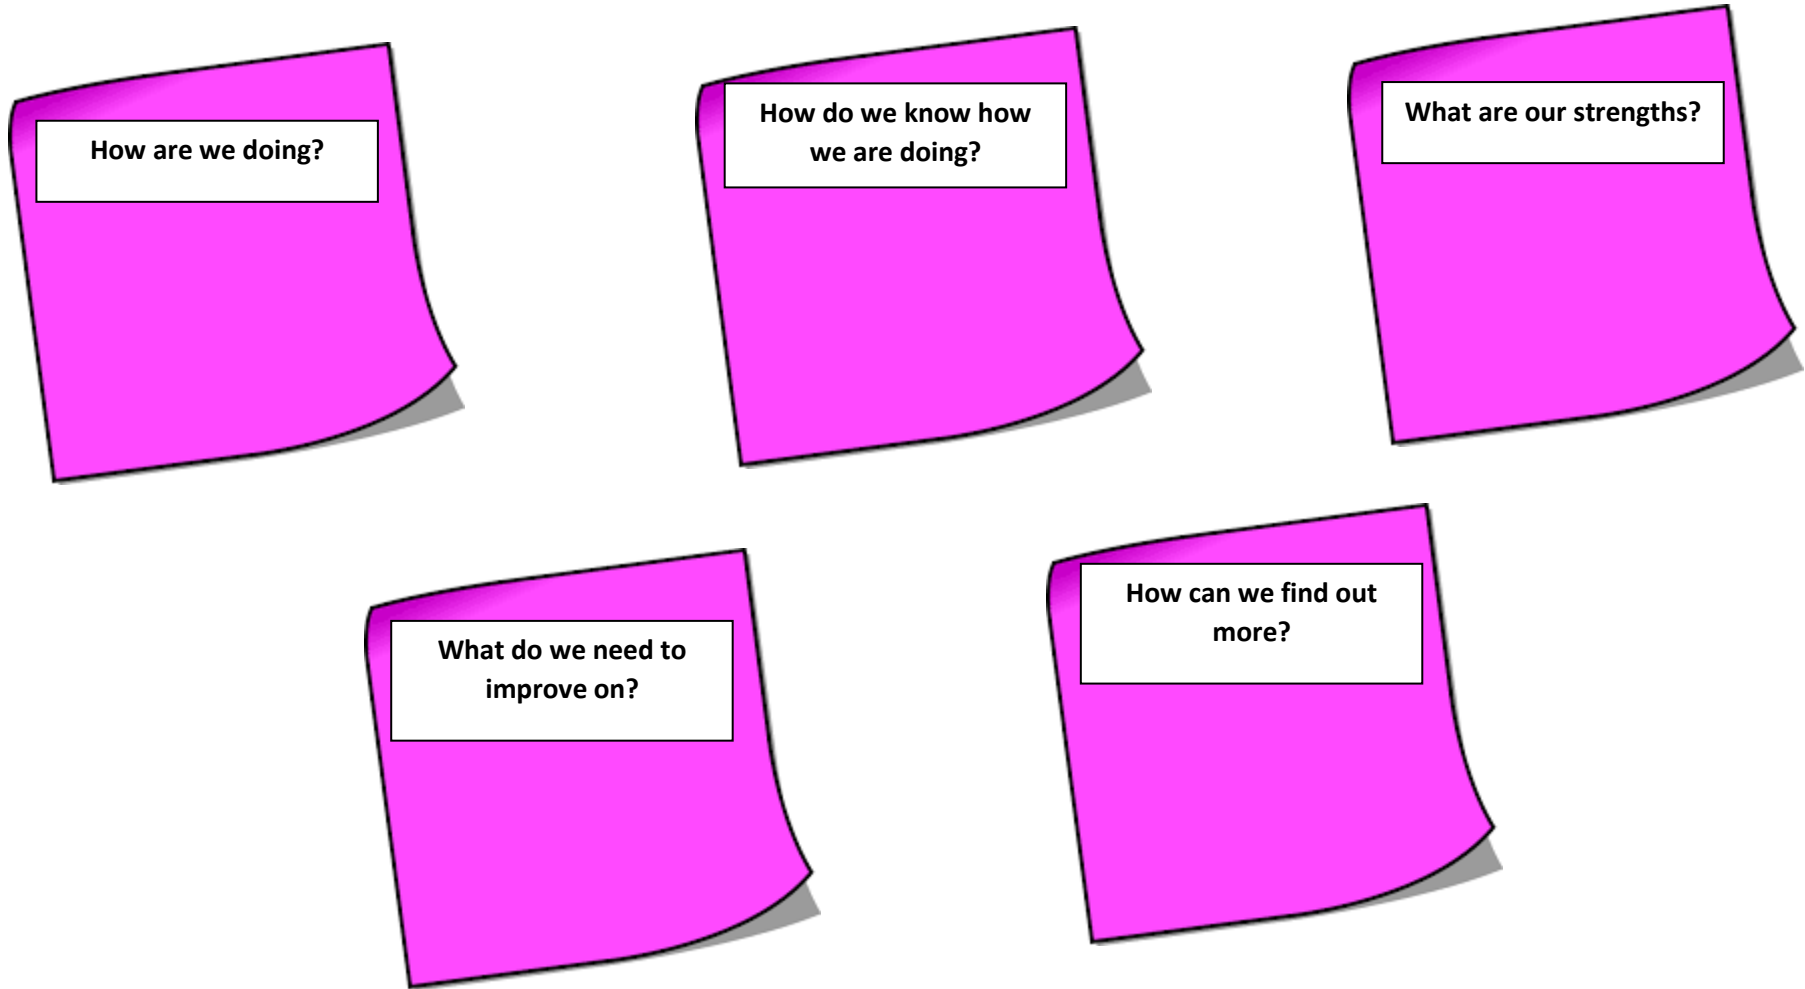 How are we doing?
How do we know how
we are doing?
What are our strengths?
What do we need to
improve on?
How can we find out
more?